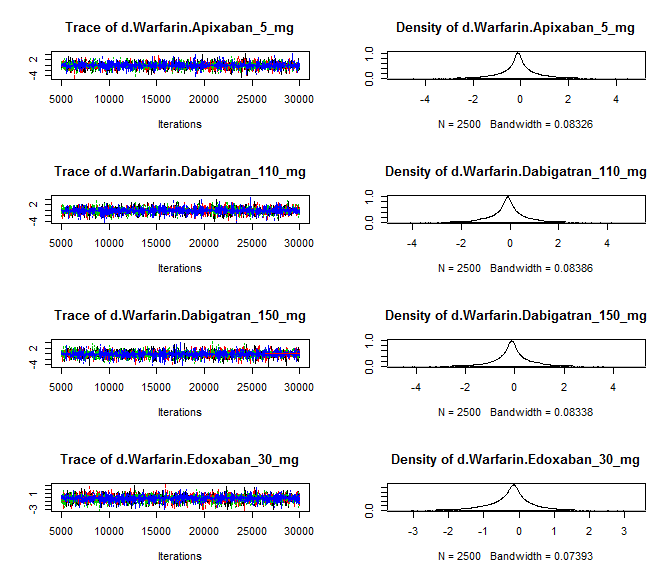 Trace of d.Warfarin.Apixaban_5_mg
-4 2
5000 10000 15000 20000 25000 30000
Iterations
Density of d.Warfarin.Apixaban_5_mg
0.0 1.0
-4 -2 0 2 4
N = 2500 Bandwidth = 0.08326
Trace of d.Warfarin.Dabigatran_110_mg
-4 2
5000 10000 15000 20000 25000 30000
Iterations
Density of d.Warfarin.Dabigatran_110_mg
0.0 1.0
-4 -2 0 2 4
N = 2500 Bandwidth = 0.08386
Trace of d.Warfarin.Dabigatran_150_mg
-4 2
5000 10000 15000 20000 25000 30000
Iterations
Density of d.Warfarin.Dabigatran_150_mg
0.0 1.0
-4 -2 0 2 4
N = 2500 Bandwidth = 0.08338
Trace of d.Warfarin.Edoxaban_30_mg
-3 1
5000 10000 15000 20000 25000 30000
Iterations
Density of d.Warfarin.Edoxaban_30_mg
0.0
-3 -2 -1 0 1 2 3
N = 2500 Bandwidth = 0.07393